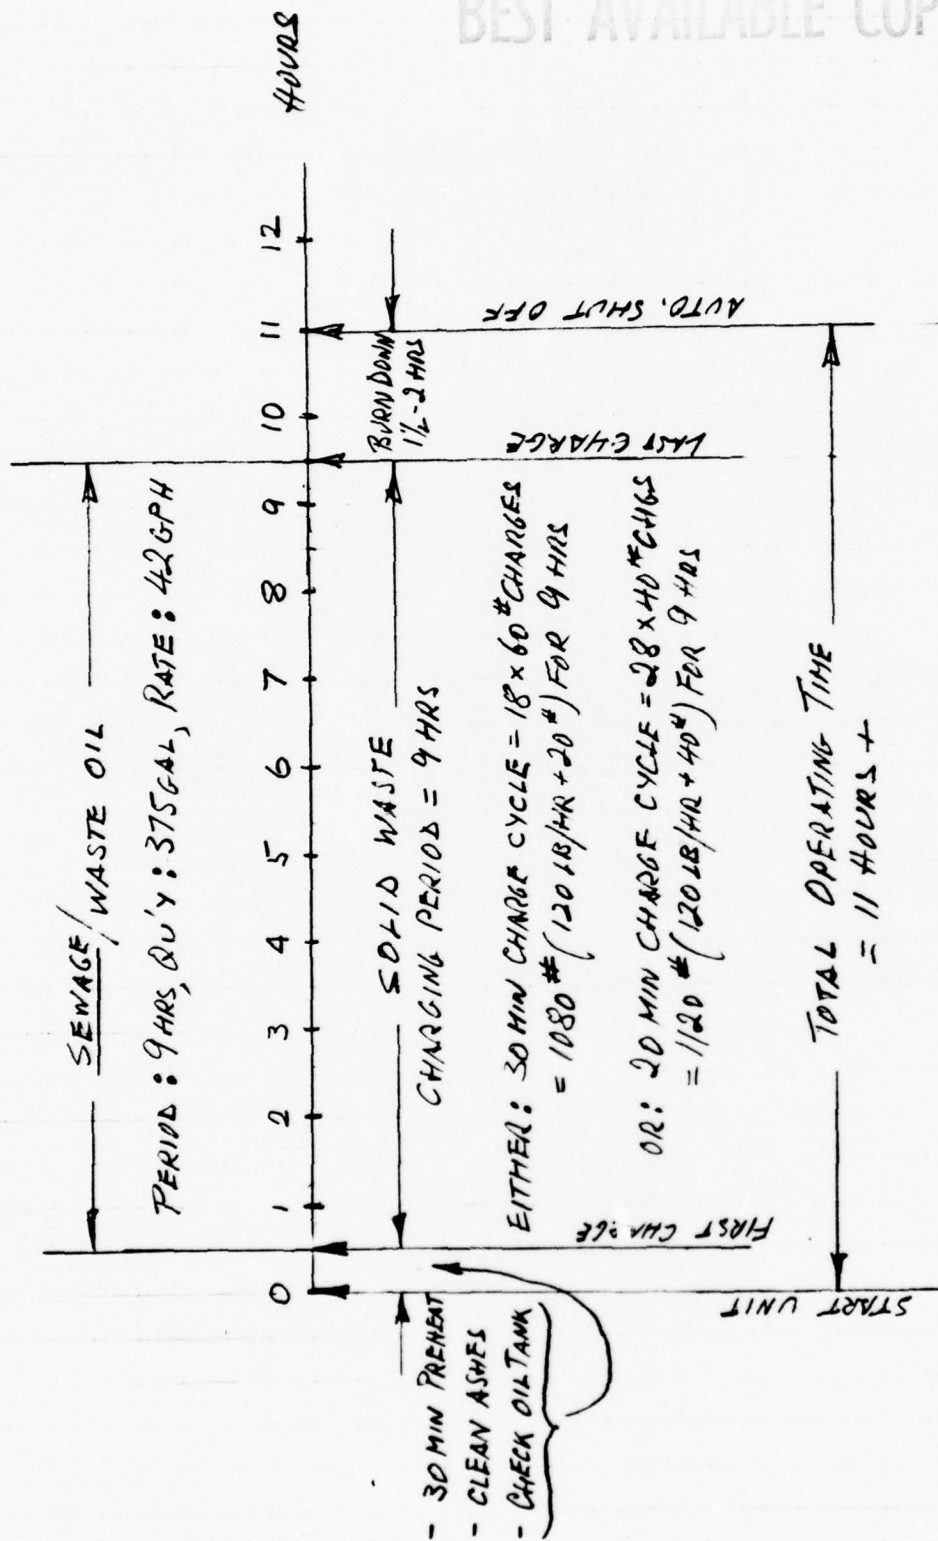 BEST AVAILABLE COP
SEWAGE/WASTE OIL
PERIOD: 9 HRS, QU'Y: 375 GAL, RATE: 42 GPH
0 1 2 3 4 5 6 7 8 9 10 11 12 HOURS
- 30 MIN PREHEAT
- CLEAN ASHES
- CHECK OIL TANK
SOLID WASTE
CHARGING PERIOD = 9 HRS
BURNDOWN
1½-2 HRS
EITHER: 30 MIN CHARGE CYCLE = 18 x 60# CHARGES
= 1080# (120 LB/HR + 20#) FOR 9 HRS
OR: 20 MIN CHARGE CYCLE = 28 x 40# CHGS
= 1120# (120 LB/HR + 40#) FOR 9 HRS
START UNIT
FIRST CHARGE
LAST CHARGE
AUTO. SHUT OFF
TOTAL OPERATING TIME
= 11 HOURS +